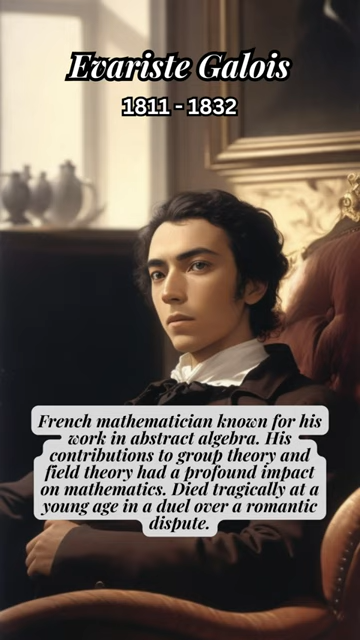 Evariste Galois
1811 - 1832
French mathematician known for his
work in abstract algebra. His
contributions to group theory and
field theory had a profound impact
on mathematics. Died tragically at a
young age in a duel over a romantic
dispute.